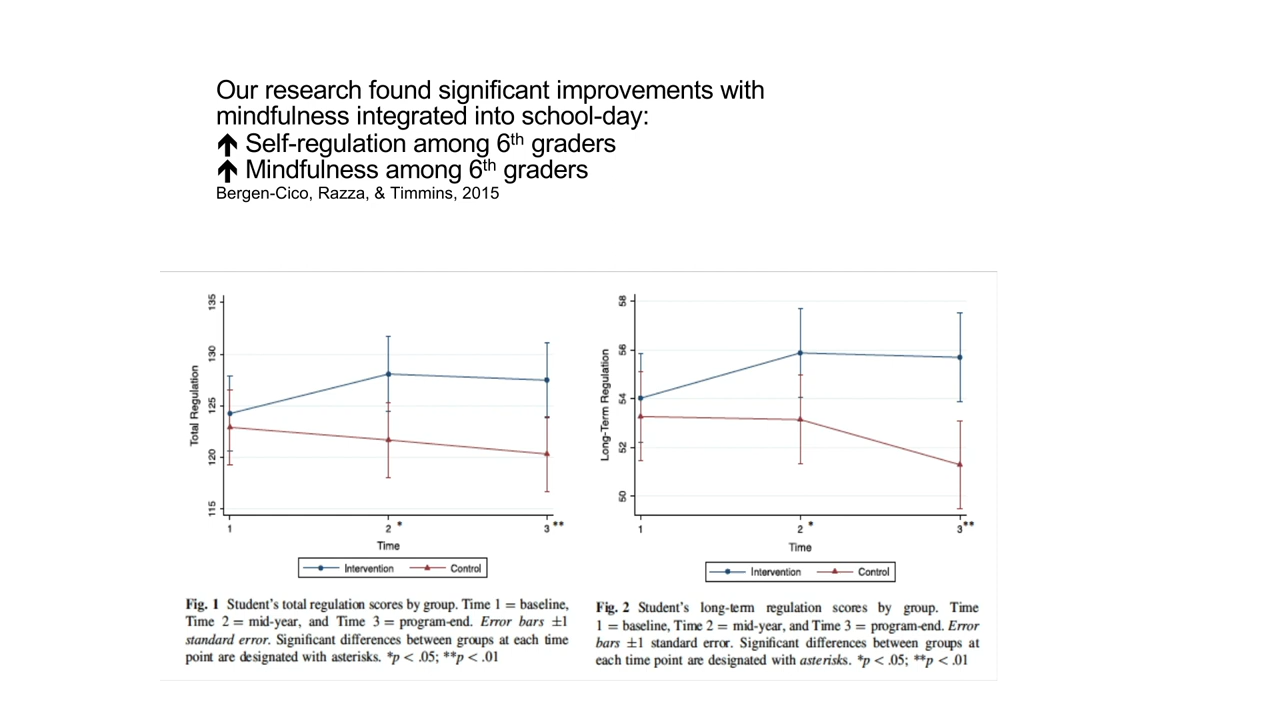 Our research found significant improvements with
mindfulness integrated into school-day:
↑ Self-regulation among 6th graders
↑ Mindfulness among 6th graders
Bergen-Cico, Razza, & Timmins, 2015
135
130
125
120
115
Total Regulation
1
2 *
3 **
Time
Intervention
Control
58
56
54
52
50
Long-Term Regulation
1
2 *
3**
Time
Intervention
Control
Fig. 1 Student's total regulation scores by group. Time 1 = baseline,
Time 2 = mid-year, and Time 3 = program-end. Error bars ±1
standard error. Significant differences between groups at each time
point are designated with asterisks. *p < .05; **p < .01
Fig. 2 Student's long-term regulation scores by group. Time
1 = baseline, Time 2 = mid-year, and Time 3 = program-end. Error
bars ±1 standard error. Significant differences between groups at
each time point are designated with asterisks. *p < .05; **p < .01